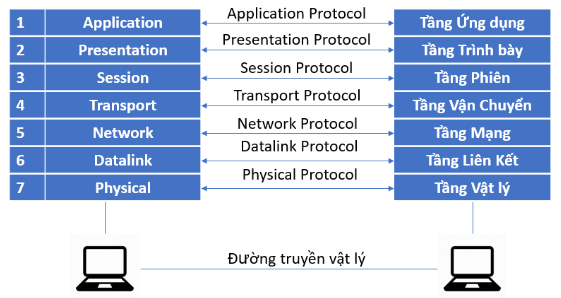 1 Application Application Protocol Tầng Ứng dụng
2 Presentation Presentation Protocol Tầng Trình bày
3 Session Session Protocol Tầng Phiên
4 Transport Transport Protocol Tầng Vận Chuyển
5 Network Network Protocol Tầng Mạng
6 Datalink Datalink Protocol Tầng Liên Kết
7 Physical Physical Protocol Tầng Vật lý
Đường truyền vật lý